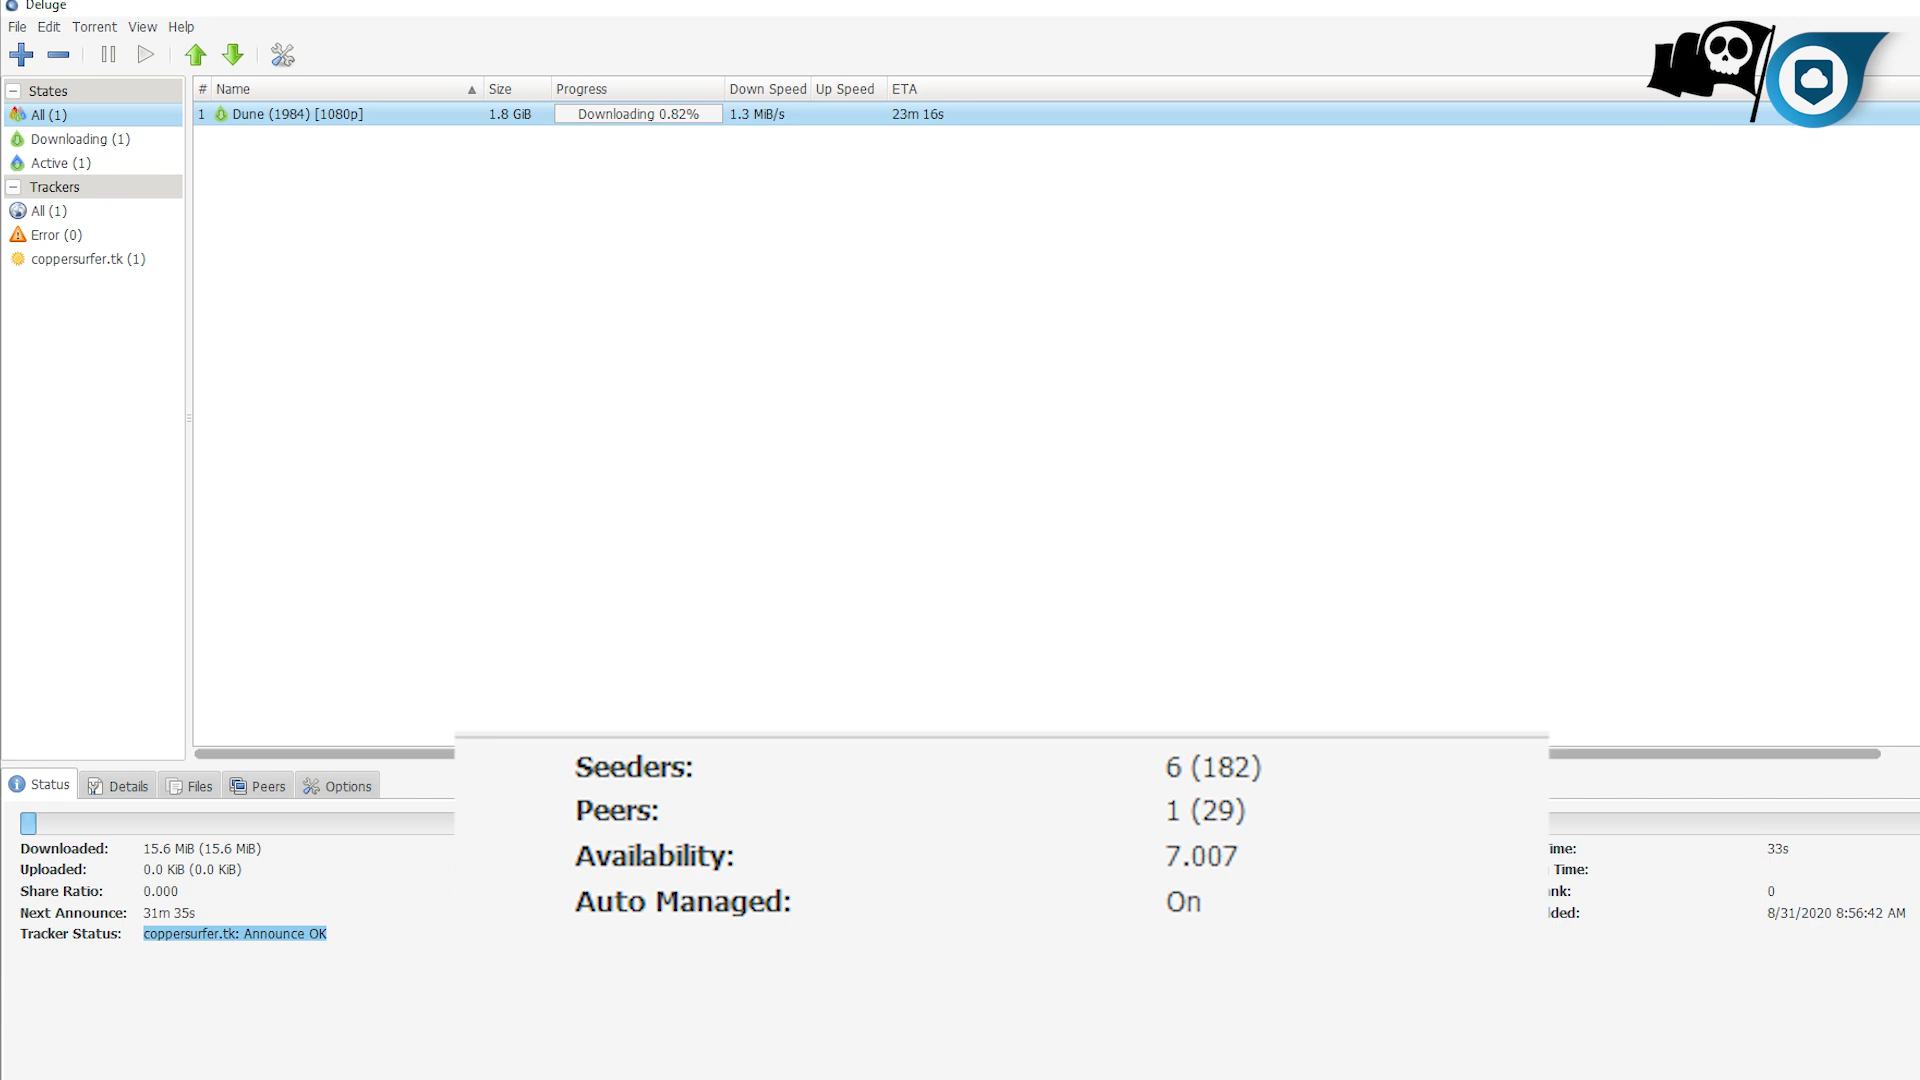 Deluge
File Edit Torrent View Help
States
All (1)
Downloading (1)
Active (1)
Trackers
All (1)
Error (0)
coppersurfer.tk (1)
# Name Size Progress Down Speed Up Speed ETA
1 Dune (1984) [1080p] 1.8 GiB Downloading 0.82% 1.3 MiB/s 23m 16s
Status Details Files Peers Options
Downloaded: 15.6 MiB (15.6 MiB)
Uploaded: 0.0 KiB (0.0 KiB)
Share Ratio: 0.000
Next Announce: 31m 35s
Tracker Status: coppersurfer.tk: Announce OK
Seeders: 6 (182)
Peers: 1 (29)
Availability: 7.007
Auto Managed: On
ime: 33s
Time:
nk: 0
lded: 8/31/2020 8:56:42 AM